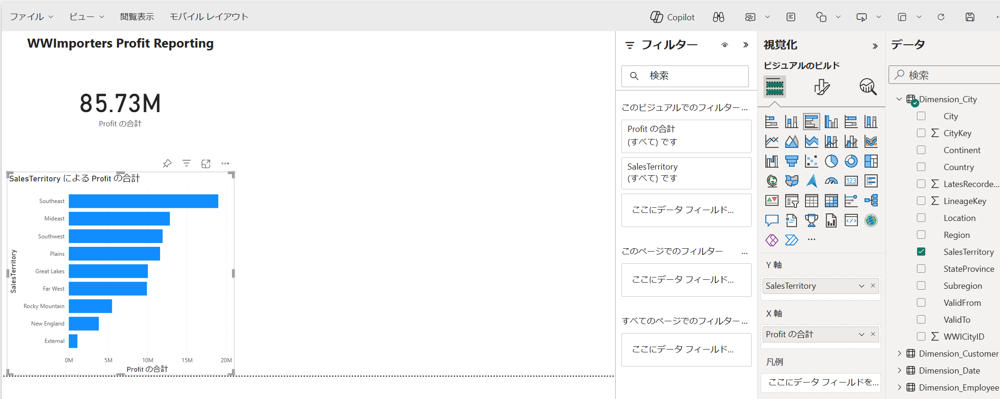 ファイル
ビュー
閲覧表示
モバイル レイアウト
Copilot
WWImporters Profit Reporting
85.73M
Profit の合計
SalesTerritory による Profit の合計
SalesTerritory
Southeast
Mideast
Southwest
Plains
Great Lakes
Far West
Rocky Mountain
New England
External
0M 5M 10M 15M 20M
Profit の合計
フィルター
検索
このビジュアルでのフィルター...
Profit の合計
(すべて) です
SalesTerritory
(すべて) です
ここにデータ フィールド...
このページでのフィルター ...
ここにデータ フィールド...
すべてのページでのフィルター...
ここにデータ フィールド...
視覚化
ビジュアルのビルド
123
...
Y 軸
SalesTerritory
X 軸
Profit の合計
凡例
ここにデータ フィールドを...
データ
検索
Dimension_City
City
CityKey
Continent
Country
LatesRecorde...
LineageKey
Location
Region
SalesTerritory
StateProvince
Subregion
ValidFrom
ValidTo
WWICityID
Dimension_Customer
Dimension_Date
Dimension_Employee